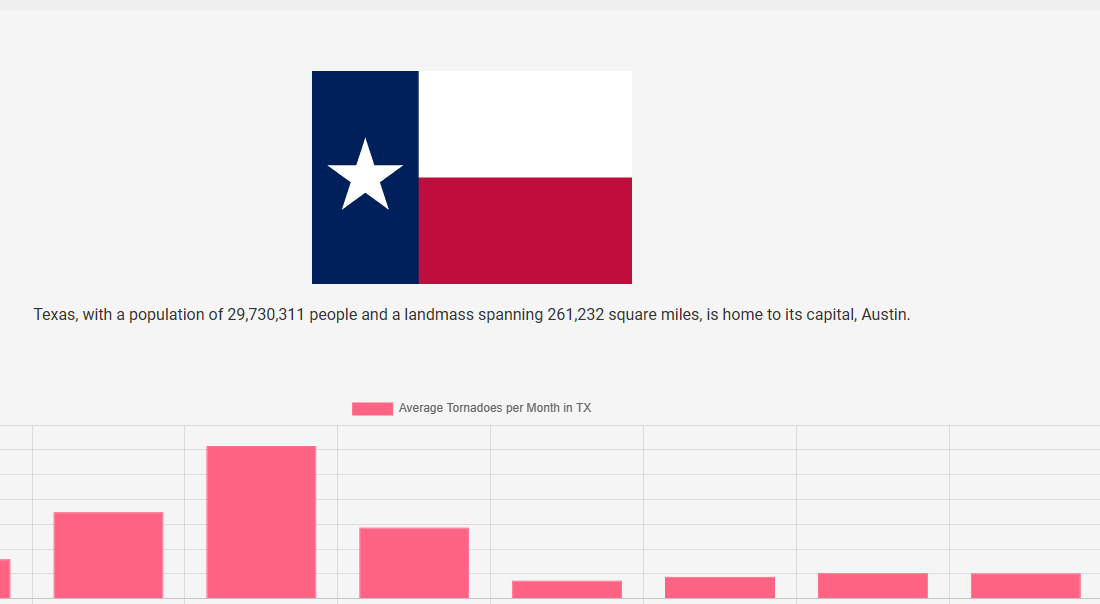 Texas, with a population of 29,730,311 people and a landmass spanning 261,232 square miles, is home to its capital, Austin.
Average Tornadoes per Month in TX